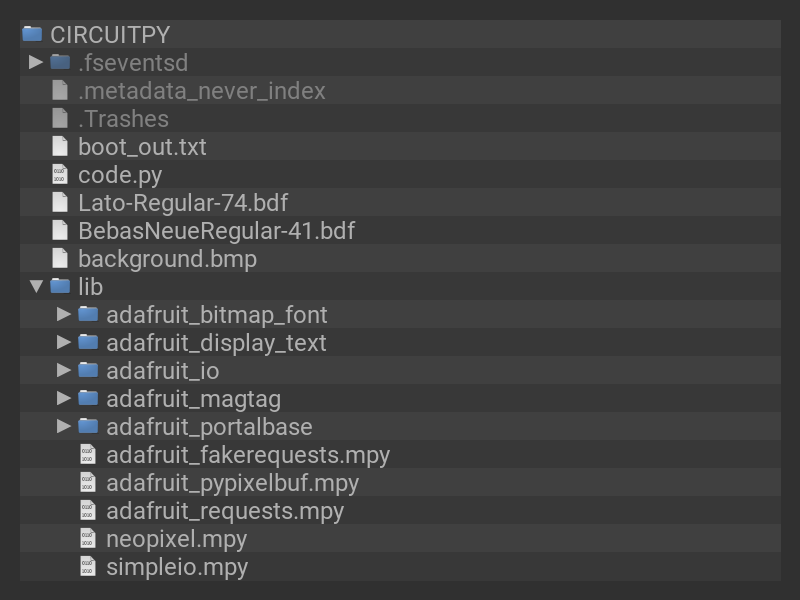 CIRCUITPY
.fseventsd
.metadata_never_index
.Trashes
boot_out.txt
code.py
Lato-Regular-74.bdf
BebasNeueRegular-41.bdf
background.bmp
lib
adafruit_bitmap_font
adafruit_display_text
adafruit_io
adafruit_magtag
adafruit_portalbase
adafruit_fakerequests.mpy
adafruit_pypixelbuf.mpy
adafruit_requests.mpy
neopixel.mpy
simpleio.mpy